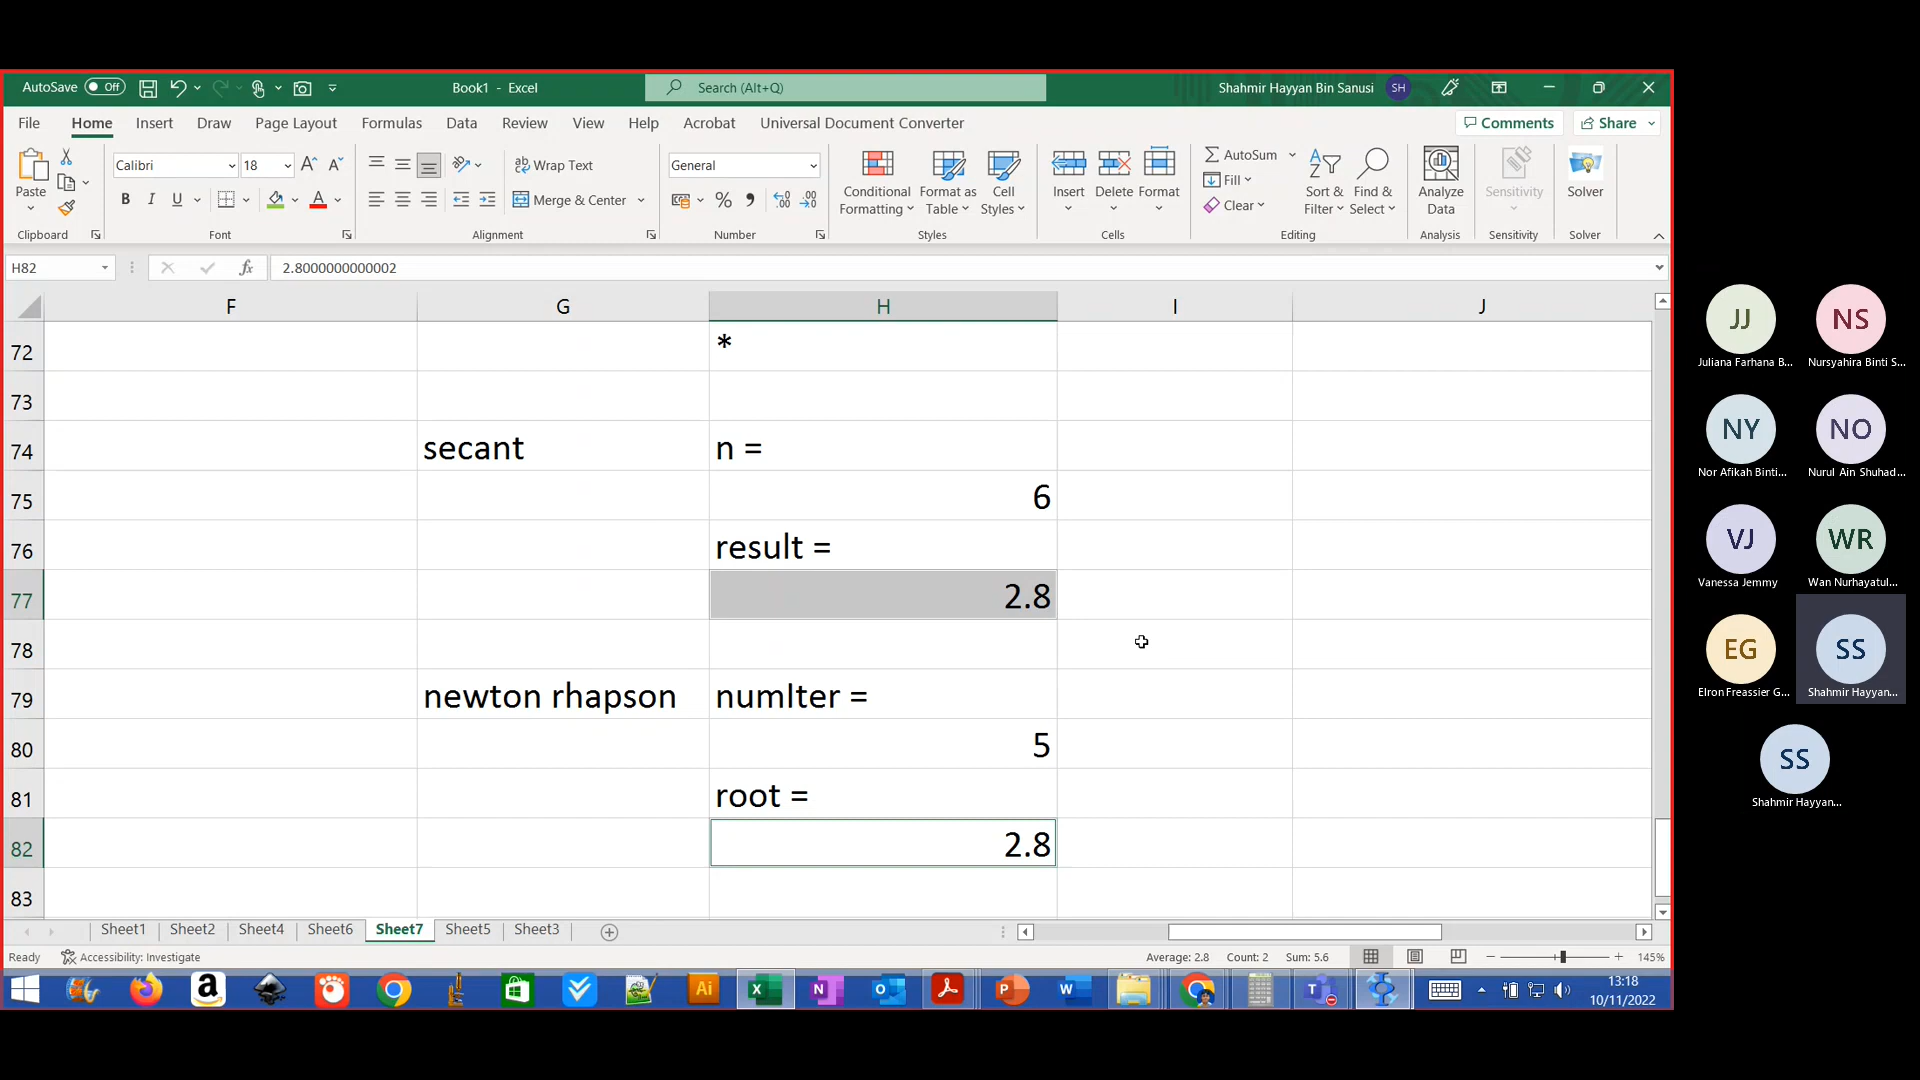 AutoSave Off
Book1 - Excel
Search (Alt+Q)
Shahmir Hayyan Bin Sanusi SH
File Home Insert Draw Page Layout Formulas Data Review View Help Acrobat Universal Document Converter
Comments Share
Paste
Calibri 18
Wrap Text
Merge & Center
General
Conditional Formatting
Format as Table
Cell Styles
Insert Delete Format
AutoSum
Fill
Clear
Sort & Filter
Find & Select
Analyze Data
Sensitivity
Solver
Clipboard Font Alignment Number Styles Cells Editing Analysis Sensitivity Solver
H82 fx 2.8000000000002
F G H I J
72 *
73
74 secant n =
75 6
76 result =
77 2.8
78
79 newton rhapson numIter =
80 5
81 root =
82 2.8
83
Sheet1 Sheet2 Sheet4 Sheet6 Sheet7 Sheet5 Sheet3
Ready Accessibility: Investigate Average: 2.8 Count: 2 Sum: 5.6 145%
13:18
10/11/2022
JJ NS
Juliana Farhana B... Nursyahira Binti S...
NY NO
Nor Afikah Binti... Nurul Ain Shuhad...
VJ WR
Vanessa Jemmy Wan Nurhayatul...
EG SS
Elron Freassier G... Shahmir Hayyan...
SS
Shahmir Hayyan...